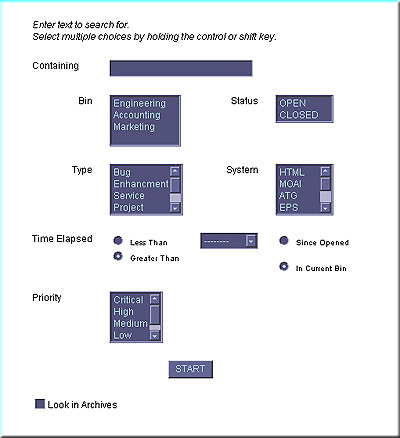 Enter text to search for.
Select multiple choices by holding the control or shift key.
Containing
Bin
Engineering
Accounting
Marketing
Status
OPEN
CLOSED
Type
Bug
Enhancment
Service
Project
System
HTML
MOAI
ATG
EPS
Time Elapsed
Less Than
Greater Than
--------
Since Opened
In Current Bin
Priority
Critical
High
Medium
Low
START
Look in Archives